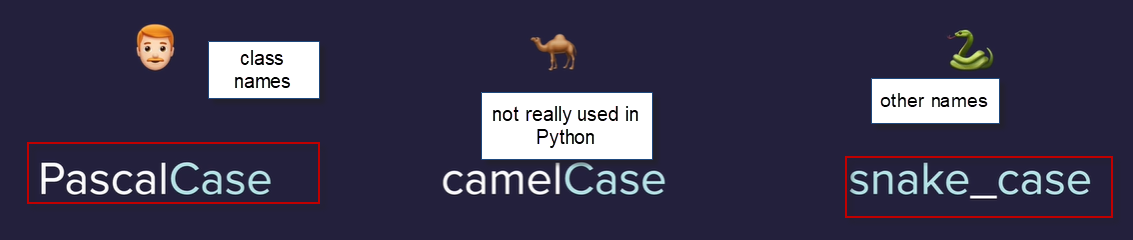 class
names
not really used in
Python
other names
PascalCase
camelCase
snake_case